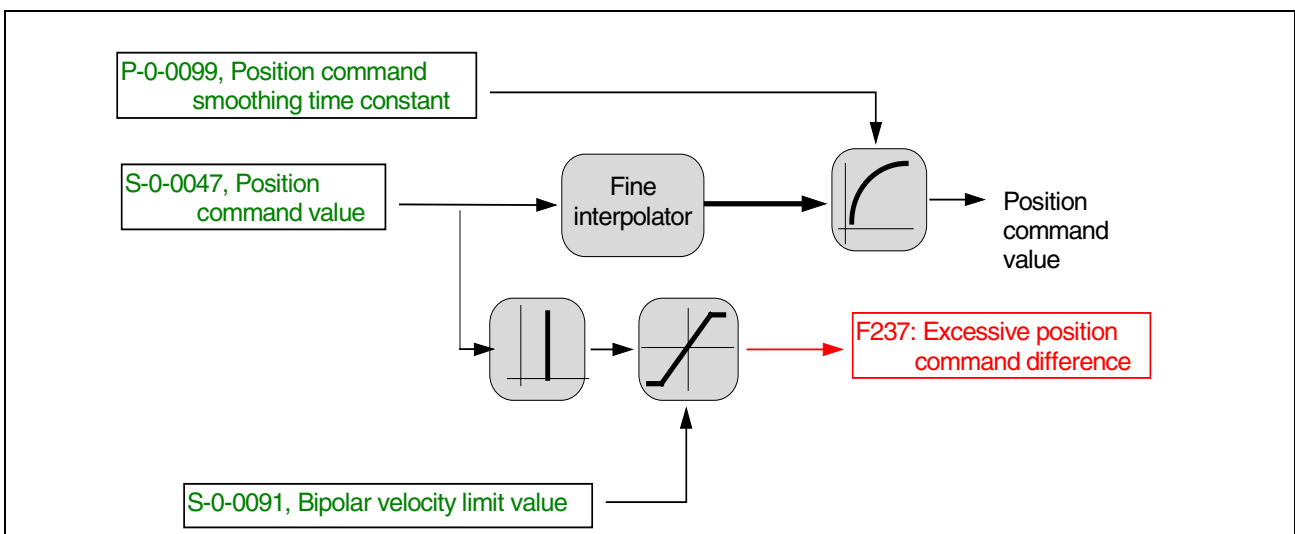 P-0-0099, Position command
smoothing time constant
S-0-0047, Position
command value
Fine
interpolator
Position
command
value
F237: Excessive position
command difference
S-0-0091, Bipolar velocity limit value